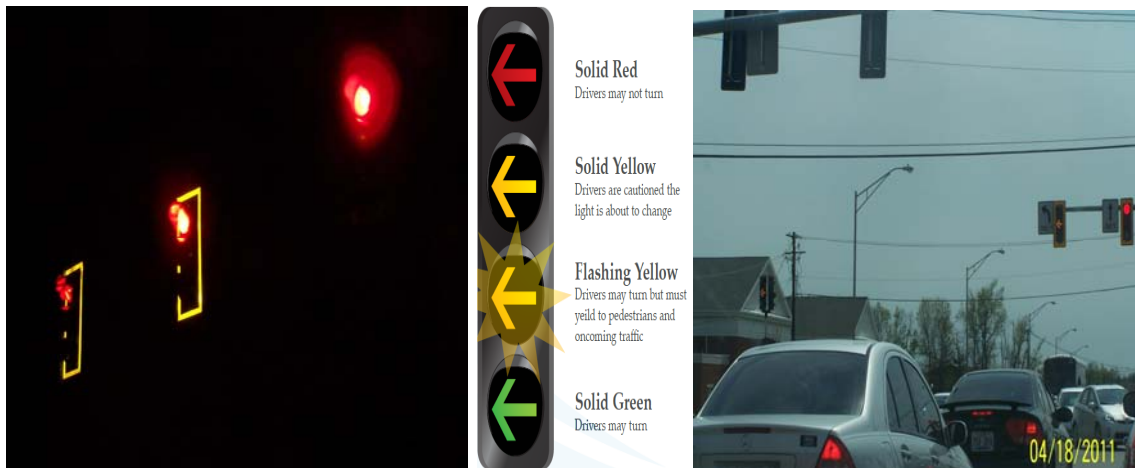 Solid Red
Drivers may not turn
Solid Yellow
Drivers are cautioned the
light is about to change
Flashing Yellow
Drivers may turn but must
yeild to pedestrians and
oncoming traffic
Solid Green
Drivers may turn
04/18/2011